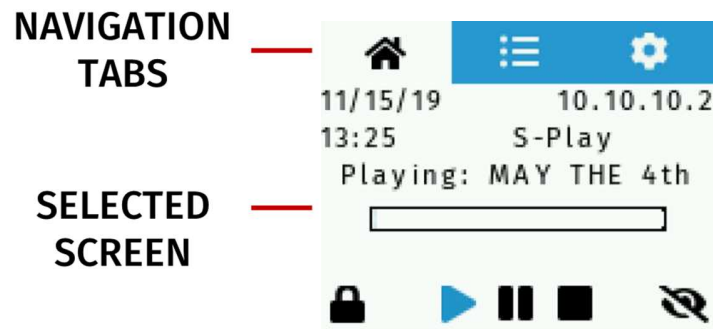 NAVIGATION
TABS
11/15/19 10.10.10.2
13:25 S-Play
Playing: MAY THE 4th
SELECTED
SCREEN